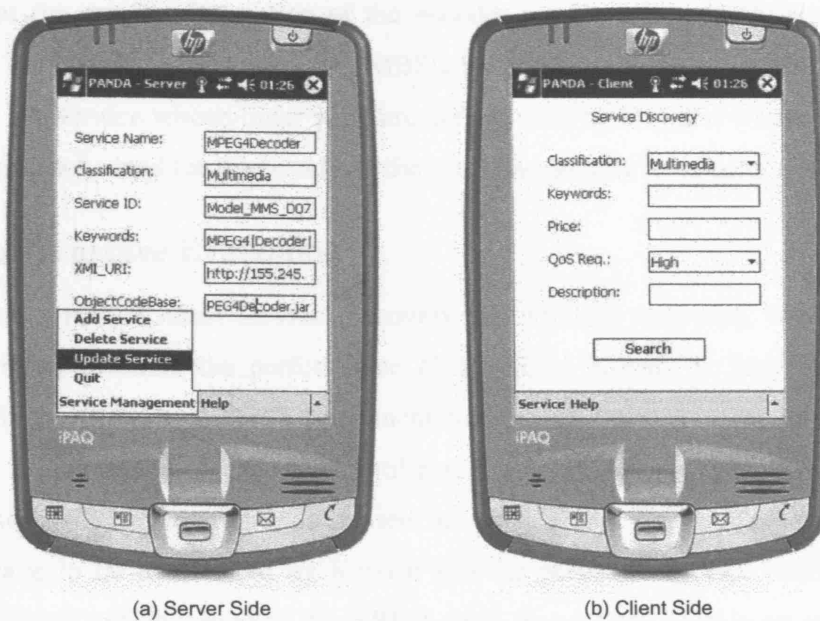 hp
PANDA - Server 01:26
Service Name: MPEG4Decoder
Classification: Multimedia
Service ID: Model_MMS_D07
Keywords: MPEG4|Decoder|
XMI_URI: http://155.245.
ObjectCodeBase: PEG4Decoder.jar
Add Service
Delete Service
Update Service
Quit
Service Management Help
iPAQ
(a) Server Side
hp
PANDA - Client 01:26
Service Discovery
Classification: Multimedia
Keywords:
Price:
QoS Req.: High
Description:
Search
Service Help
iPAQ
(b) Client Side